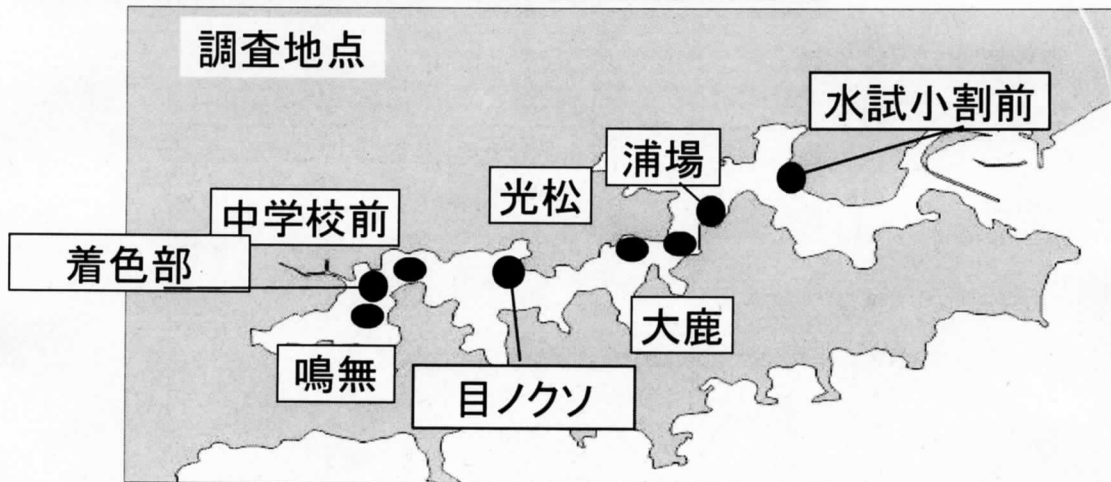 調査地点
水試小割前
浦場
光松
中学校前
着色部
大鹿
鳴無
目ノクソ